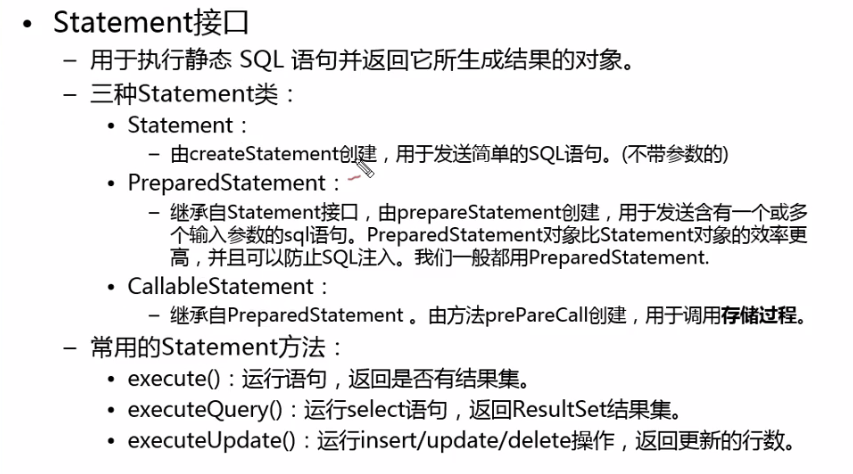 • Statement接口
– 用于执行静态 SQL 语句并返回它所生成结果的对象。
– 三种Statement类：
• Statement：
– 由createStatement创建，用于发送简单的SQL语句。(不带参数的)
• PreparedStatement：
– 继承自Statement接口，由prepareStatement创建，用于发送含有一个或多
个输入参数的sql语句。PreparedStatement对象比Statement对象的效率更
高，并且可以防止SQL注入。我们一般都用PreparedStatement.
• CallableStatement：
– 继承自PreparedStatement 。由方法prePareCall创建，用于调用存储过程。
– 常用的Statement方法：
• execute()：运行语句，返回是否有结果集。
• executeQuery()：运行select语句，返回ResultSet结果集。
• executeUpdate()：运行insert/update/delete操作，返回更新的行数。